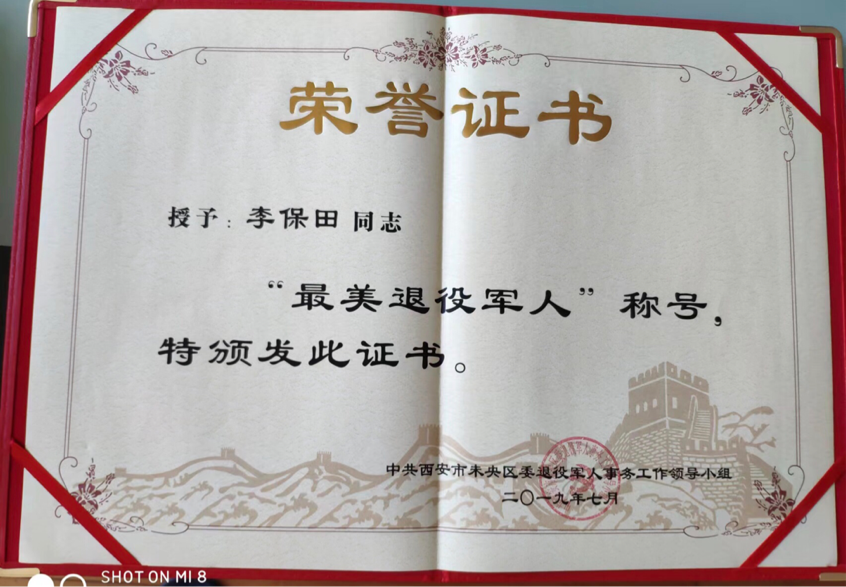 荣誉证书
授予：李保田同志
“最美退役军人”称号，
特颁发此证书。
中共西安市未央区委退役军人事务工作领导小组
二〇一九年七月
SHOT ON MI 8